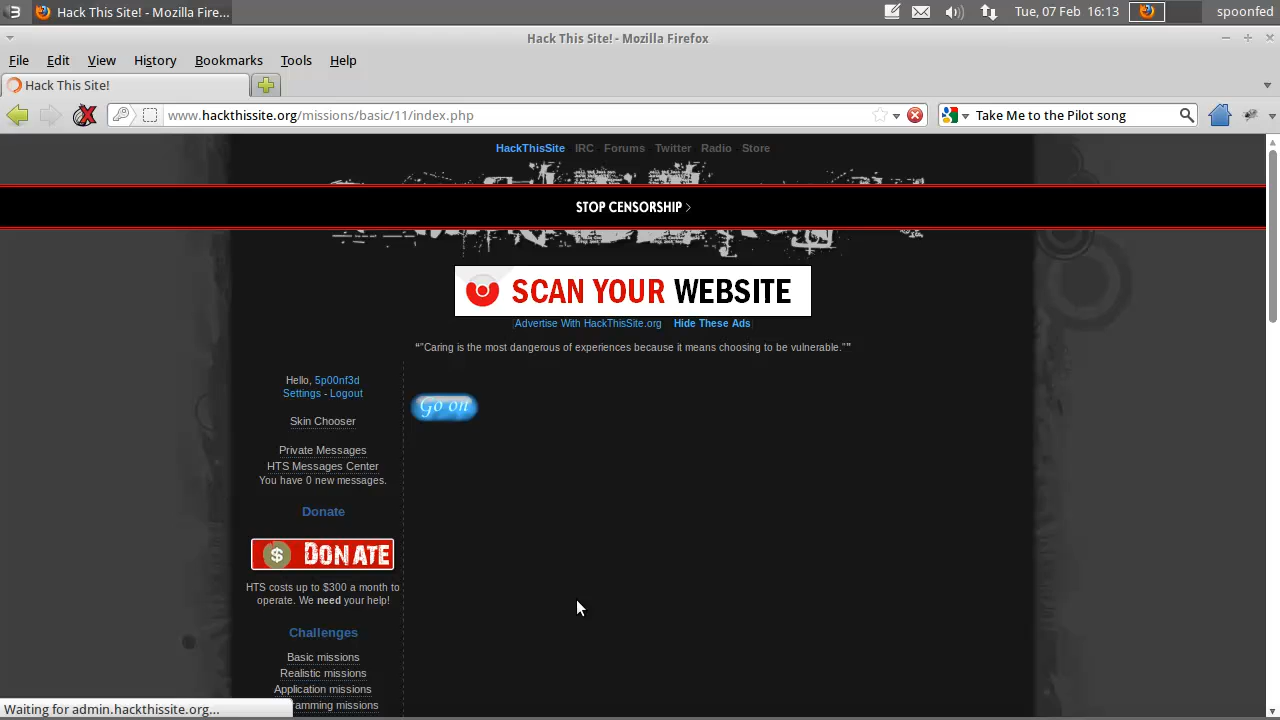 Hack This Site! - Mozilla Fire...
Tue, 07 Feb 16:13
spoonfed
Hack This Site! - Mozilla Firefox
File Edit View History Bookmarks Tools Help
Hack This Site!
www.hackthissite.org/missions/basic/11/index.php
Take Me to the Pilot song
HackThisSite IRC Forums Twitter Radio Store
STOP CENSORSHIP >
SCAN YOUR WEBSITE
Advertise With HackThisSite.org Hide These Ads
“"Caring is the most dangerous of experiences because it means choosing to be vulnerable."”
Hello, 5p00nf3d
Settings - Logout
Go on
Skin Chooser
Private Messages
HTS Messages Center
You have 0 new messages.
Donate
$ DONATE
HTS costs up to $300 a month to
operate. We need your help!
Challenges
Basic missions
Realistic missions
Application missions
ramming missions
Waiting for admin.hackthissite.org...